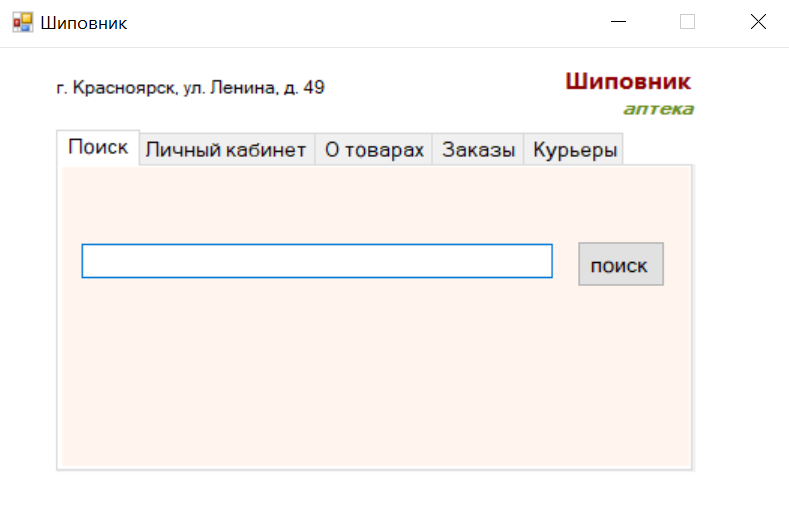 Шиповник
г. Красноярск, ул. Ленина, д. 49
Шиповник
аптека
Поиск Личный кабинет О товарах Заказы Курьеры
поиск